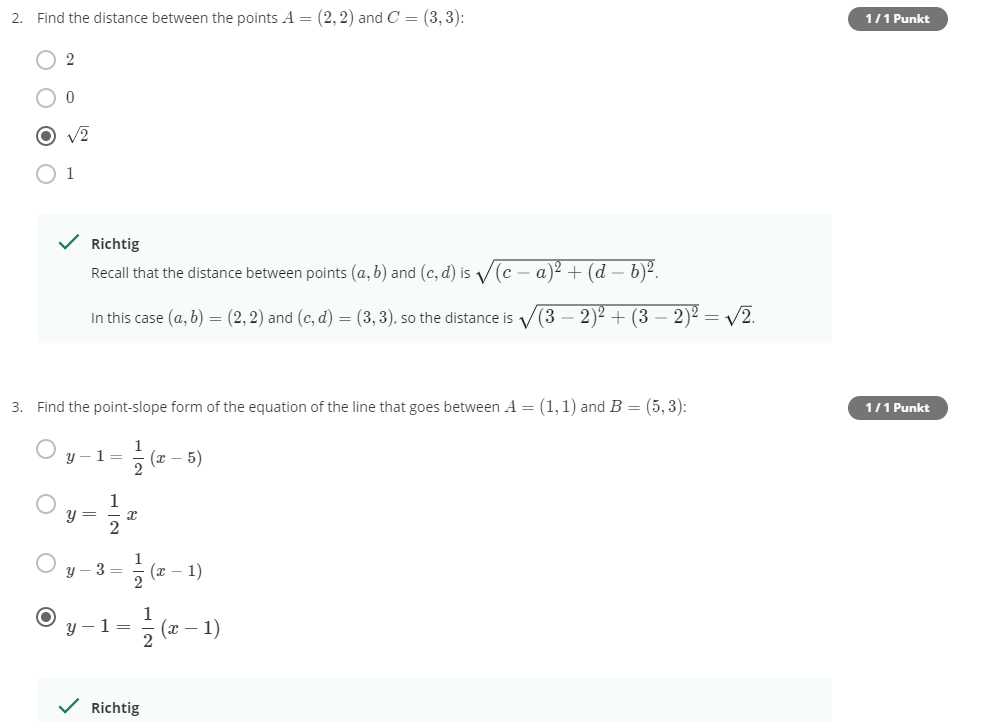 2. Find the distance between the points A = (2, 2) and C = (3, 3):
1 / 1 Punkt
2
0
√2
1
Richtig
Recall that the distance between points (a, b) and (c, d) is √((c − a)² + (d − b)²).
In this case (a, b) = (2, 2) and (c, d) = (3, 3), so the distance is √((3 − 2)² + (3 − 2)²) = √2.
3. Find the point-slope form of the equation of the line that goes between A = (1, 1) and B = (5, 3):
1 / 1 Punkt
y − 1 = 1/2 (x − 5)
y = 1/2 x
y − 3 = 1/2 (x − 1)
y − 1 = 1/2 (x − 1)
Richtig